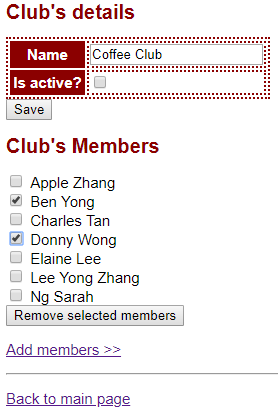 Club's details
Name Coffee Club
Is active?
Save
Club's Members
Apple Zhang
Ben Yong
Charles Tan
Donny Wong
Elaine Lee
Lee Yong Zhang
Ng Sarah
Remove selected members
Add members >>
Back to main page